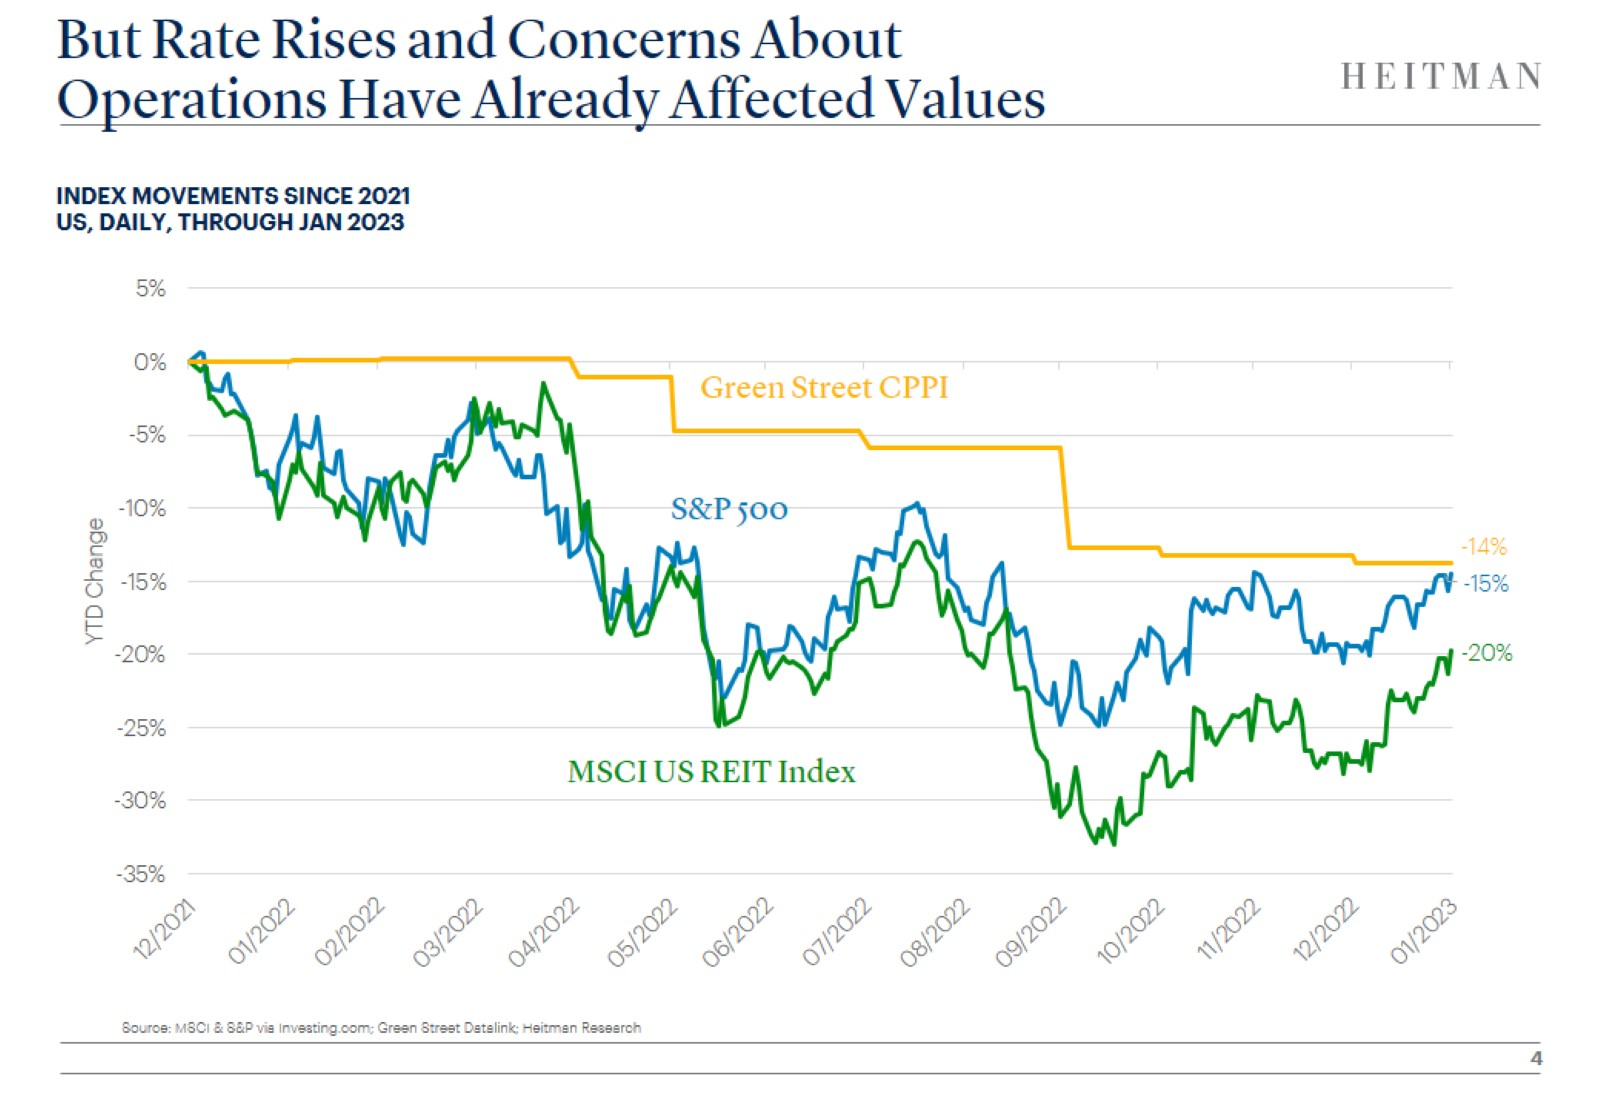 But Rate Rises and Concerns About
Operations Have Already Affected Values
HEITMAN
INDEX MOVEMENTS SINCE 2021
US, DAILY, THROUGH JAN 2023
5%
0%
-5%
-10%
-15%
-20%
-25%
-30%
-35%
YTD Change
Green Street CPPI
S&P 500
MSCI US REIT Index
-14%
-15%
-20%
12/2021
01/2022
02/2022
03/2022
04/2022
05/2022
06/2022
07/2022
08/2022
09/2022
10/2022
11/2022
12/2022
01/2023
Source: MSCI & S&P via Investing.com; Green Street Datalink; Heitman Research
4